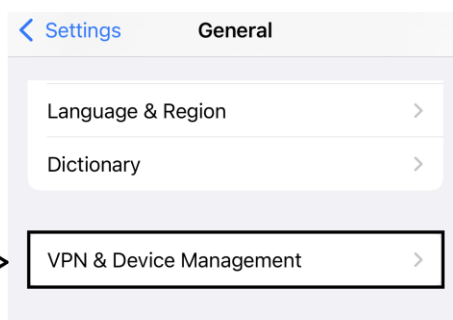 Settings General
Language & Region
Dictionary
VPN & Device Management